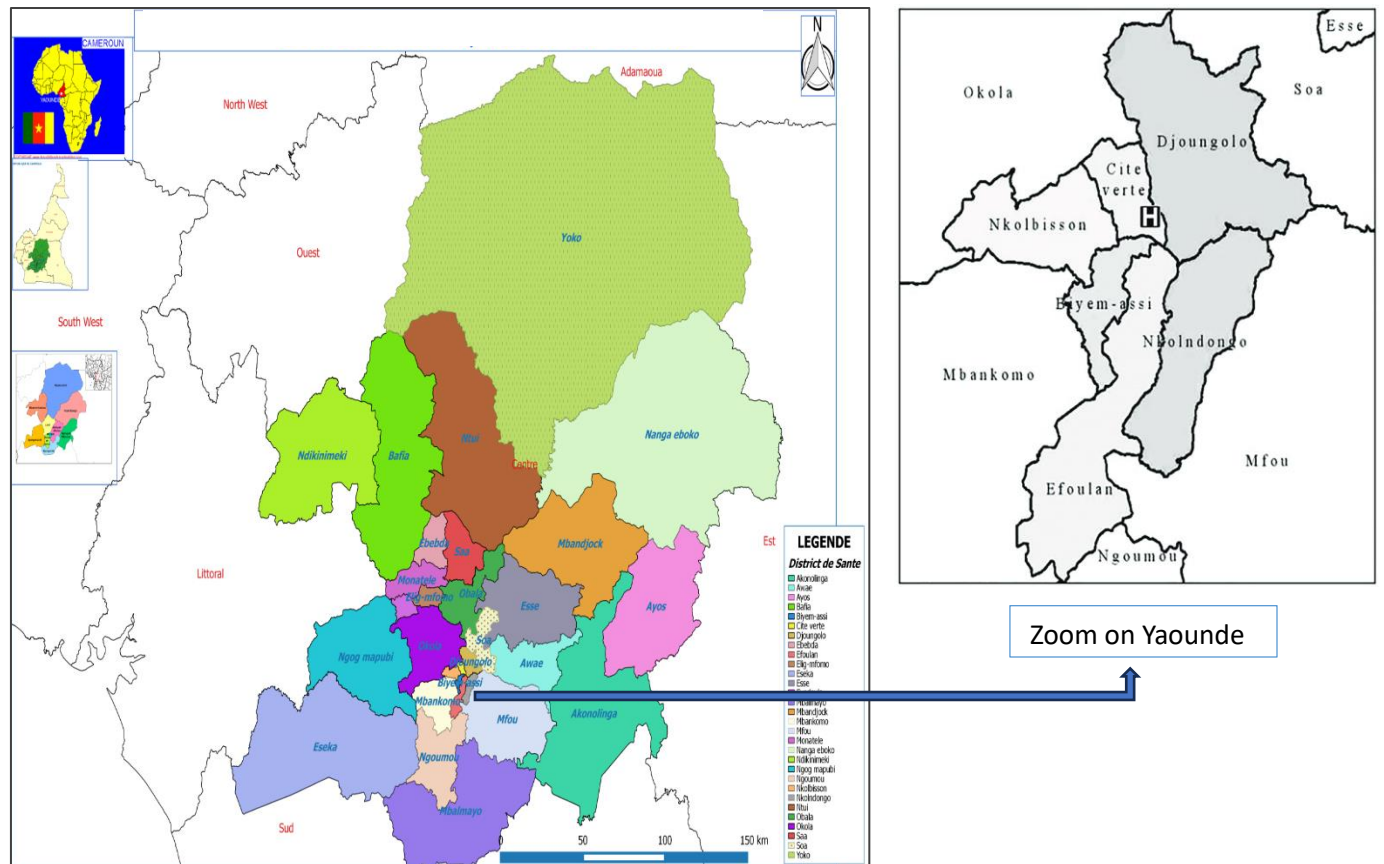 CAMEROUN
N
YAOUNDE
Adamaoua
North West
Ouest
South West
Yoko
Ntui
Nanga eboko
Ndikinimeki
Bafia
Centre
Mbandjock
Est
Ebebda
Saa
Littoral
Monatele
Elig-mfomo
Obala
Esse
Ayos
Soa
Okola
Ngog mapubi
Djoungolo
Awae
Biyem-assi
Mbankomo
Mfou
Akonolinga
Eseka
Ngoumou
Mbalmayo
Sud
0 50 100 150 km
LEGENDE
District de Sante
Akonolinga
Awae
Ayos
Bafia
Biyem-assi
Cite verte
Djoungolo
Ebebda
Efoulan
Elig-mfomo
Eseka
Esse
Mbalmayo
Mbandjock
Mbankomo
Mfou
Monatele
Nanga eboko
Ndikinimeki
Ngog mapubi
Ngoumou
Nkolbisson
Nkolndongo
Ntui
Obala
Okola
Saa
Soa
Yoko
Esse
Okola
Soa
Djoungolo
Cite
verte
H
Nkolbisson
Biyem-assi
Nkolndongo
Mbankomo
Mfou
Efoulan
Ngoumou
Zoom on Yaounde